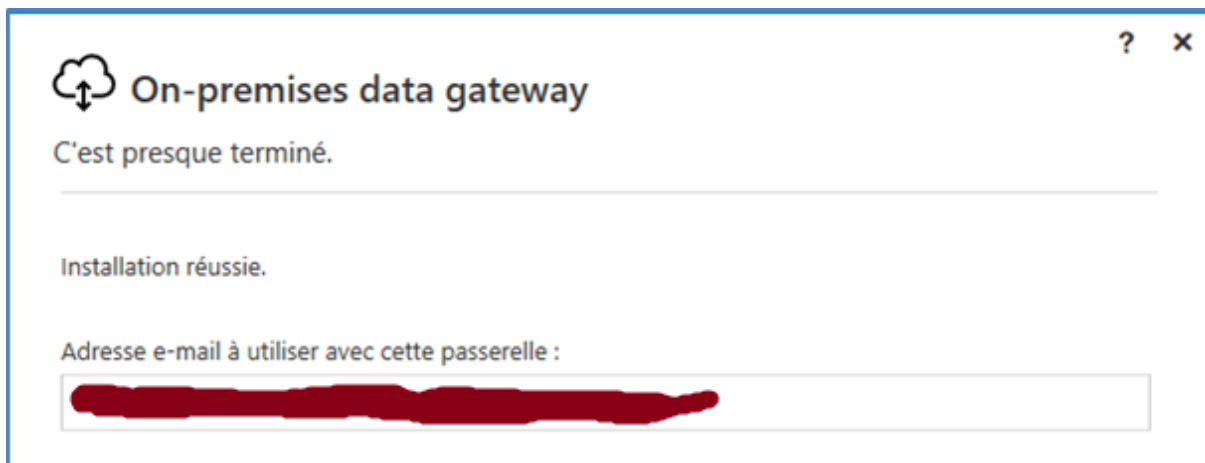 ? ×
On-premises data gateway
C'est presque terminé.
Installation réussie.
Adresse e-mail à utiliser avec cette passerelle :